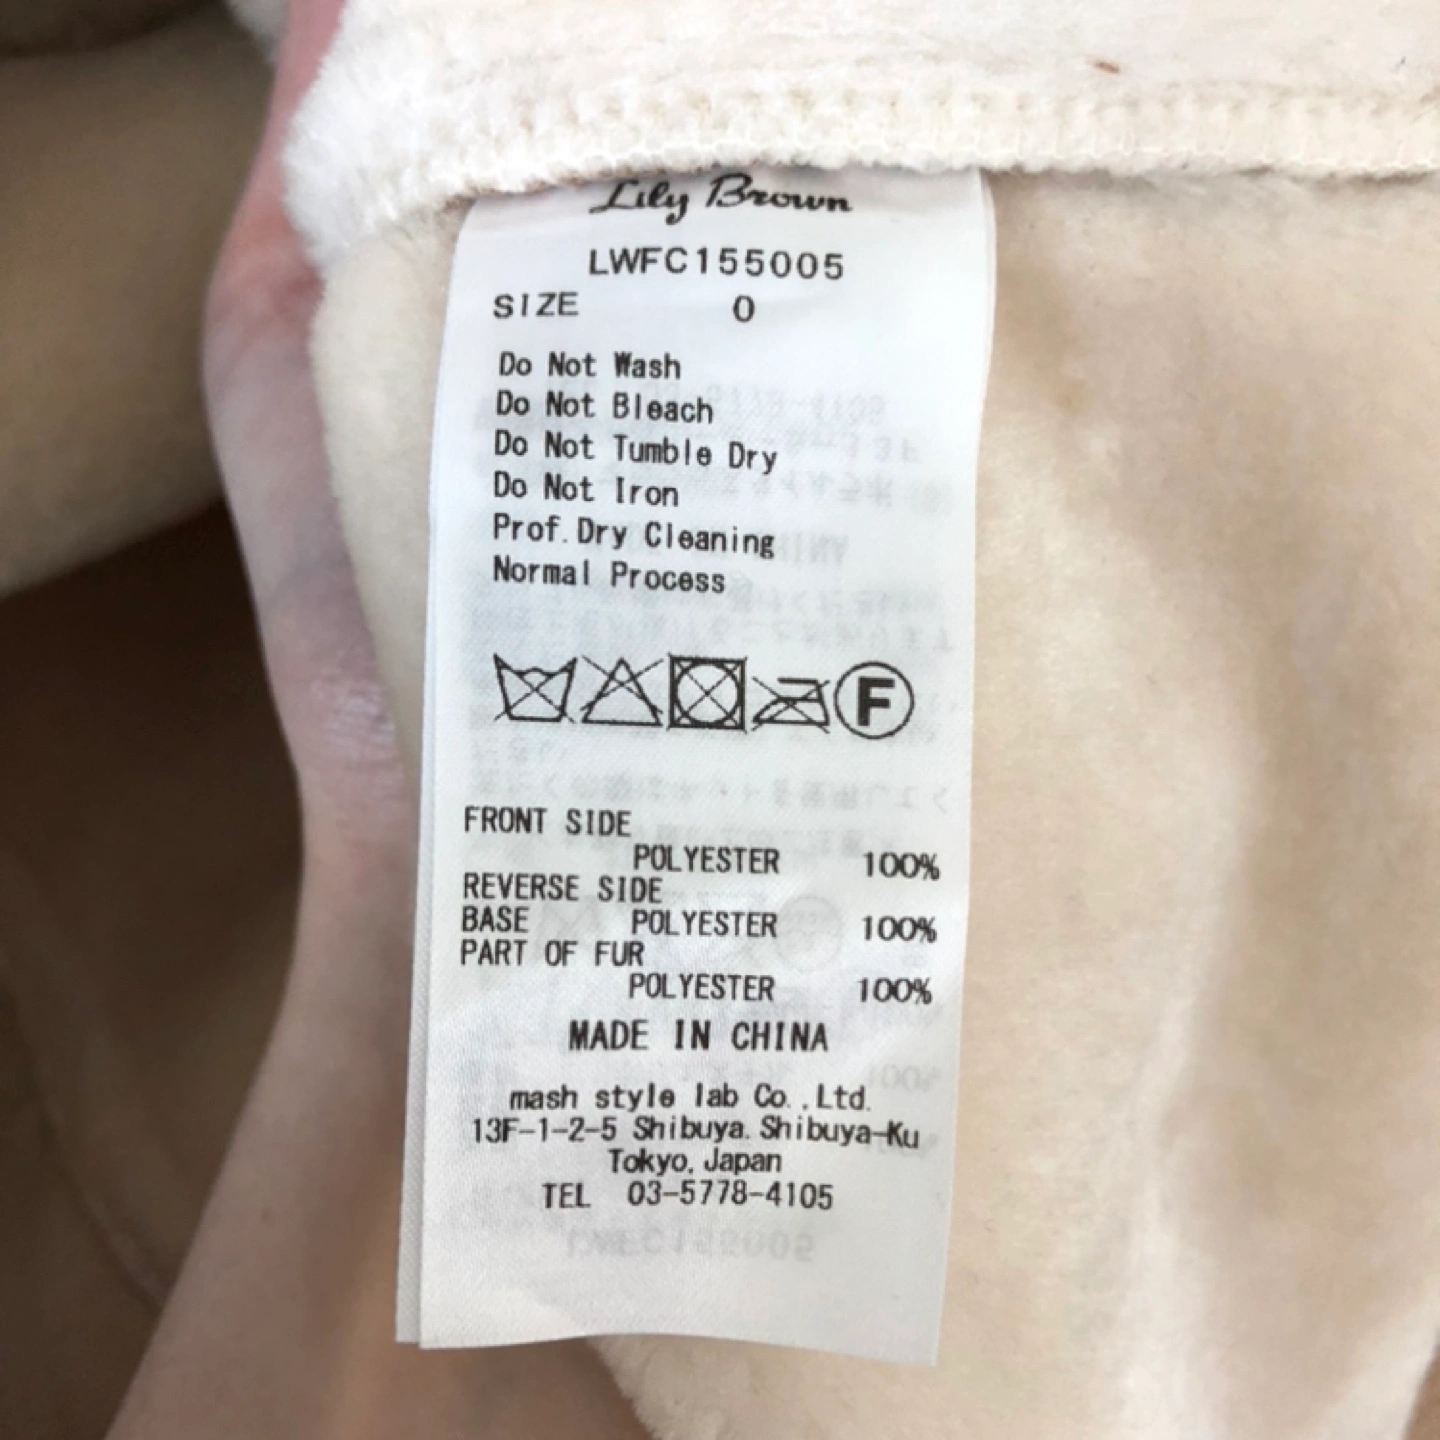 Lily Brown
LWFC155005
SIZE 0
Do Not Wash
Do Not Bleach
Do Not Tumble Dry
Do Not Iron
Prof. Dry Cleaning
Normal Process
F
FRONT SIDE
POLYESTER 100%
REVERSE SIDE
BASE POLYESTER 100%
PART OF FUR
POLYESTER 100%
MADE IN CHINA
mash style lab Co.,Ltd.
13F-1-2-5 Shibuya. Shibuya-Ku
Tokyo, Japan
TEL 03-5778-4105